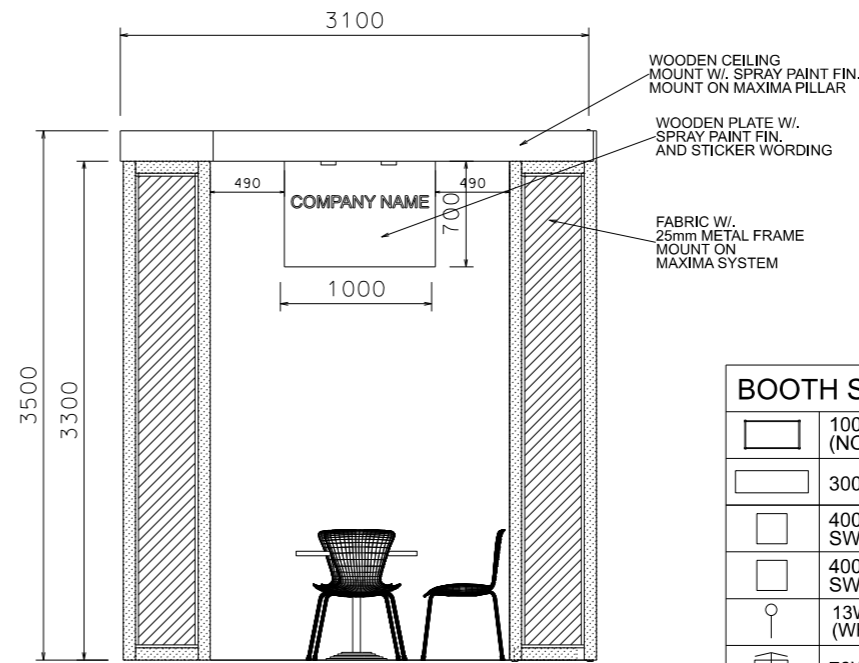 3100
WOODEN CEILING
MOUNT W/. SPRAY PAINT FIN.
MOUNT ON MAXIMA PILLAR
WOODEN PLATE W/.
SPRAY PAINT FIN.
AND STICKER WORDING
490
490
COMPANY NAME
700
FABRIC W/.
25mm METAL FRAME
MOUNT ON
MAXIMA SYSTEM
1000
3500
3300
BOOTH S
100
(NO
300
400
SW
400
SW
13W